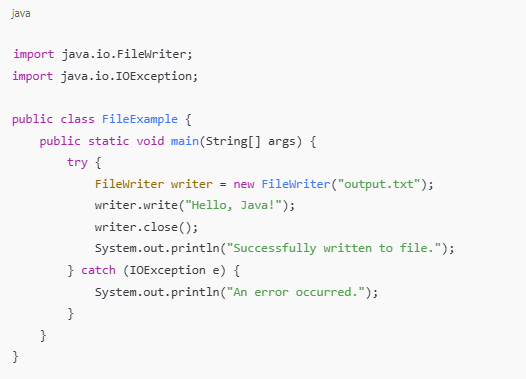 java
import java.io.FileWriter;
import java.io.IOException;
public class FileExample {
    public static void main(String[] args) {
        try {
            FileWriter writer = new FileWriter("output.txt");
            writer.write("Hello, Java!");
            writer.close();
            System.out.println("Successfully written to file.");
        } catch (IOException e) {
            System.out.println("An error occurred.");
        }
    }
}